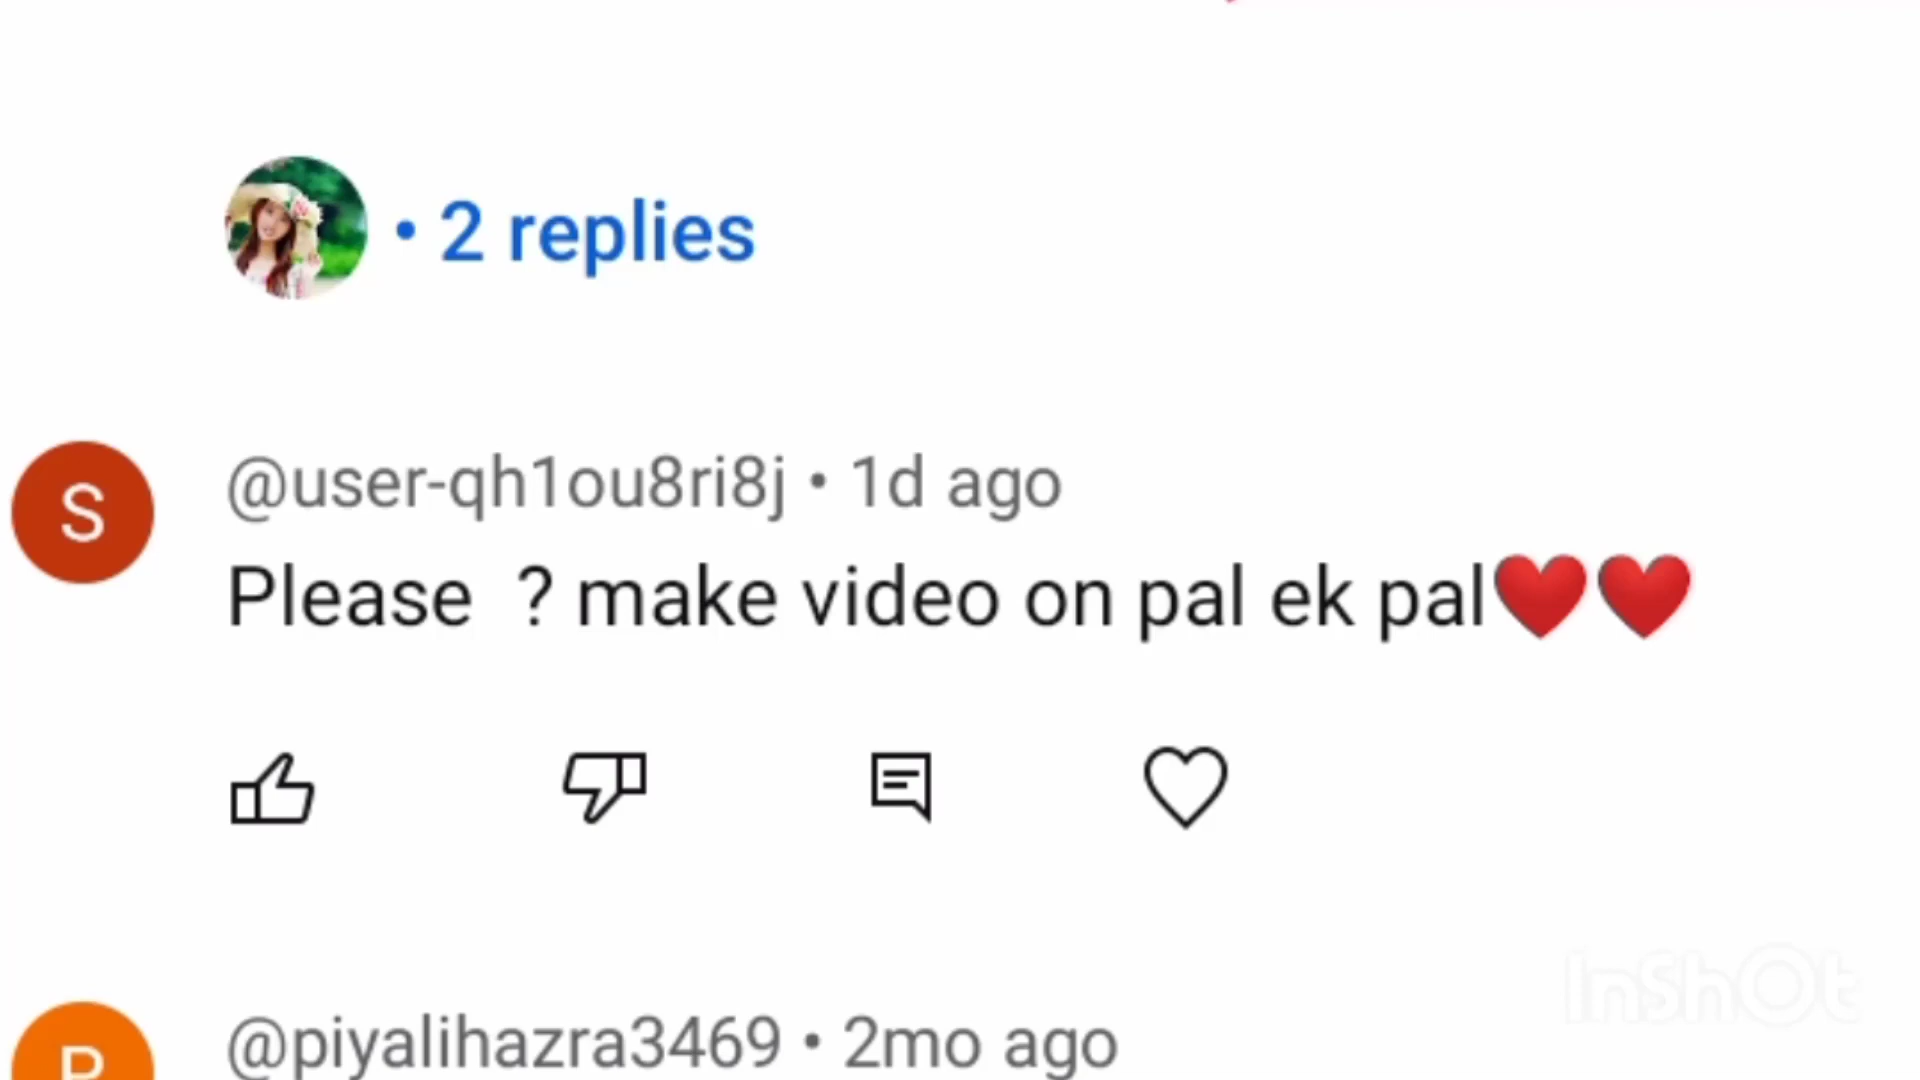 • 2 replies
S
@user-qh1ou8ri8j • 1d ago
Please  ? make video on pal ek pal❤️❤️
P
@piyalihazra3469 • 2mo ago
InShOt